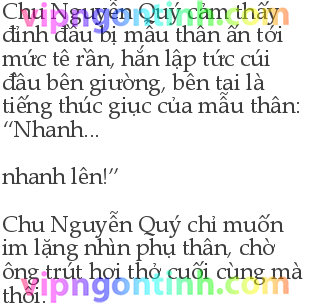 Chu Nguyễn Quý cảm thấy
đỉnh đầu bị mẫu thân ấn tới
mức tê rần, hắn lập tức cúi
đầu bên giường, bên tai là
tiếng thúc giục của mẫu thân:
“Nhanh...
nhanh lên!”
Chu Nguyễn Quý chỉ muốn
im lặng nhìn phụ thân, chờ
ông trút hơi thở cuối cùng mà
thôi.
vipngontinh.com
vipngontinh.com